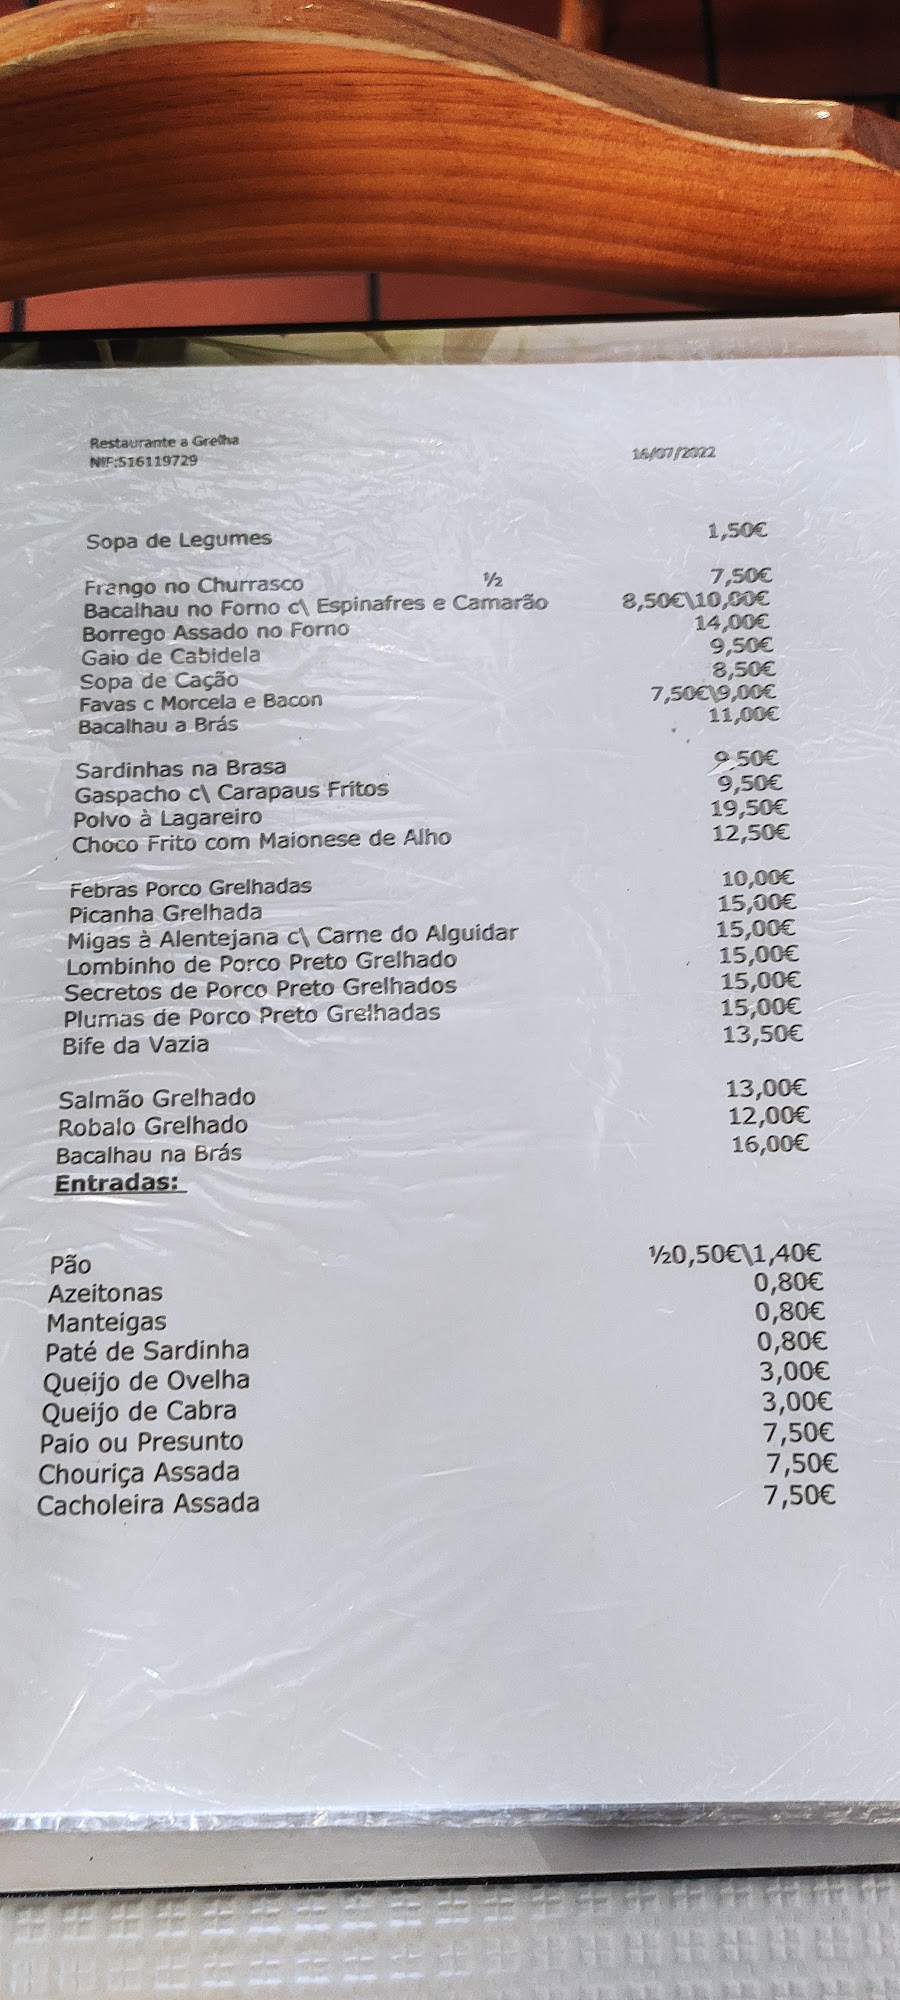 Restaurante a Grelha
NIF:516119729 16/07/2022
Sopa de Legumes 1,50€
Frango no Churrasco ½ 7,50€
Bacalhau no Forno c\ Espinafres e Camarão 8,50€\10,00€
Borrego Assado no Forno 14,00€
Gaio de Cabidela 9,50€
Sopa de Cação 8,50€
Favas c Morcela e Bacon 7,50€\9,00€
Bacalhau a Brás 11,00€
Sardinhas na Brasa 9,50€
Gaspacho c\ Carapaus Fritos 9,50€
Polvo à Lagareiro 19,50€
Choco Frito com Maionese de Alho 12,50€
Febras Porco Grelhadas 10,00€
Picanha Grelhada 15,00€
Migas à Alentejana c\ Carne do Alguidar 15,00€
Lombinho de Porco Preto Grelhado 15,00€
Secretos de Porco Preto Grelhados 15,00€
Plumas de Porco Preto Grelhadas 15,00€
Bife da Vazia 13,50€
Salmão Grelhado 13,00€
Robalo Grelhado 12,00€
Bacalhau na Brás 16,00€
Entradas:
Pão ½0,50€\1,40€
Azeitonas 0,80€
Manteigas 0,80€
Paté de Sardinha 0,80€
Queijo de Ovelha 3,00€
Queijo de Cabra 3,00€
Paio ou Presunto 7,50€
Chouriça Assada 7,50€
Cacholeira Assada 7,50€